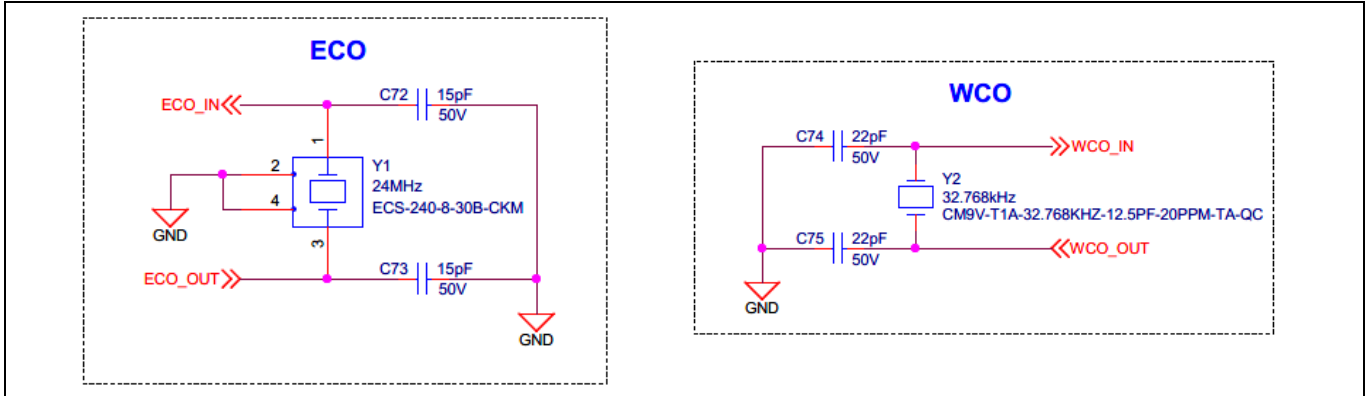 ECO
ECO_IN
C72
15pF
50V
1
2
Y1
24MHz
4
ECS-240-8-30B-CKM
GND
3
ECO_OUT
C73
15pF
50V
GND
WCO
C74
22pF
50V
WCO_IN
Y2
32.768kHz
CM9V-T1A-32.768KHZ-12.5PF-20PPM-TA-QC
C75
22pF
50V
WCO_OUT
GND